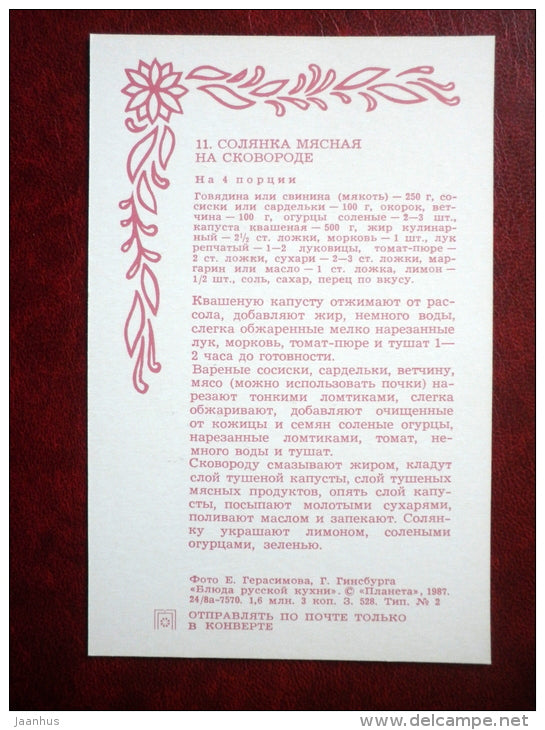 11. СОЛЯНКА МЯСНАЯ
НА СКОВОРОДЕ
На 4 порции
Говядина или свинина (мякоть) — 250 г, со-
сиски или сардельки — 100 г, окорок, вет-
чина — 100 г, огурцы соленые — 2—3 шт.,
капуста квашеная — 500 г, жир кулинар-
ный — 2½ ст. ложки, морковь — 1 шт., лук
репчатый — 1—2 луковицы, томат-пюре —
2 ст. ложки, сухари — 2—3 ст. ложки, мар-
гарин или масло — 1 ст. ложка, лимон —
1/2 шт., соль, сахар, перец по вкусу.
Квашеную капусту отжимают от рас-
сола, добавляют жир, немного воды,
слегка обжаренные мелко нарезанные
лук, морковь, томат-пюре и тушат 1—
2 часа до готовности.
Вареные сосиски, сардельки, ветчину,
мясо (можно использовать почки) на-
резают тонкими ломтиками, слегка
обжаривают, добавляют очищенные
от кожицы и семян соленые огурцы,
нарезанные ломтиками, томат, не-
много воды и тушат.
Сковороду смазывают жиром, кладут
слой тушеной капусты, слой тушеных
мясных продуктов, опять слой капу-
сты, посыпают молотыми сухарями,
поливают маслом и запекают. Солян-
ку украшают лимоном, солеными
огурцами, зеленью.
Фото Е. Герасимова, Г. Гинсбурга
«Блюда русской кухни». © «Планета», 1987.
24/8а-7570. 1,6 млн. 3 коп. З. 528. Тип. № 2
ОТПРАВЛЯТЬ ПО ПОЧТЕ ТОЛЬКО
В КОНВЕРТЕ
jaanhus
www.delcampe.net